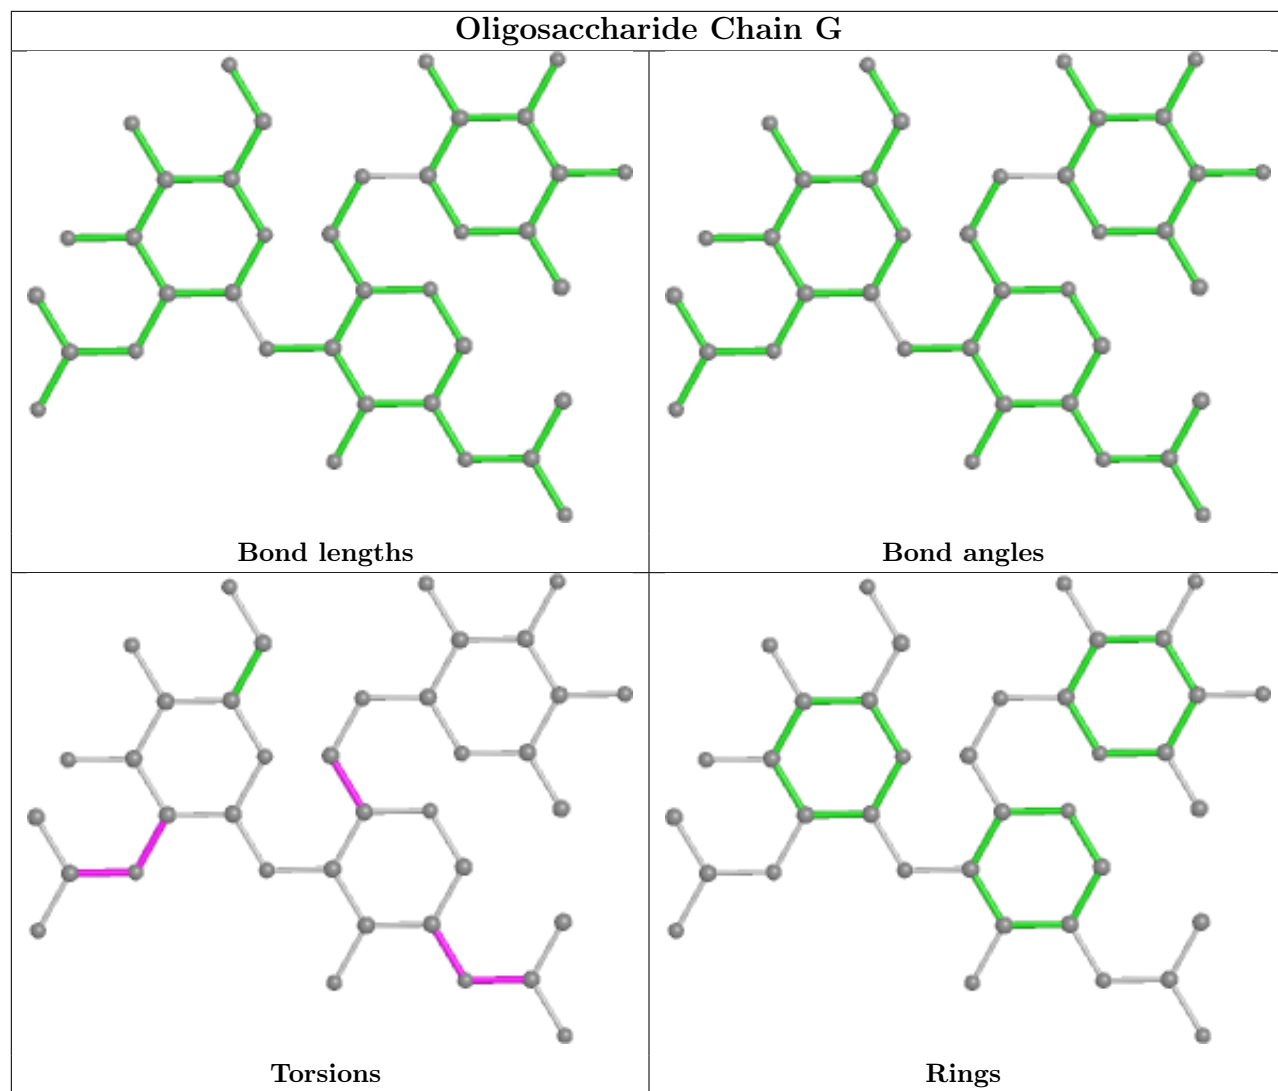 Oligosaccharide Chain G
Bond lengths
Bond angles
Torsions
Rings